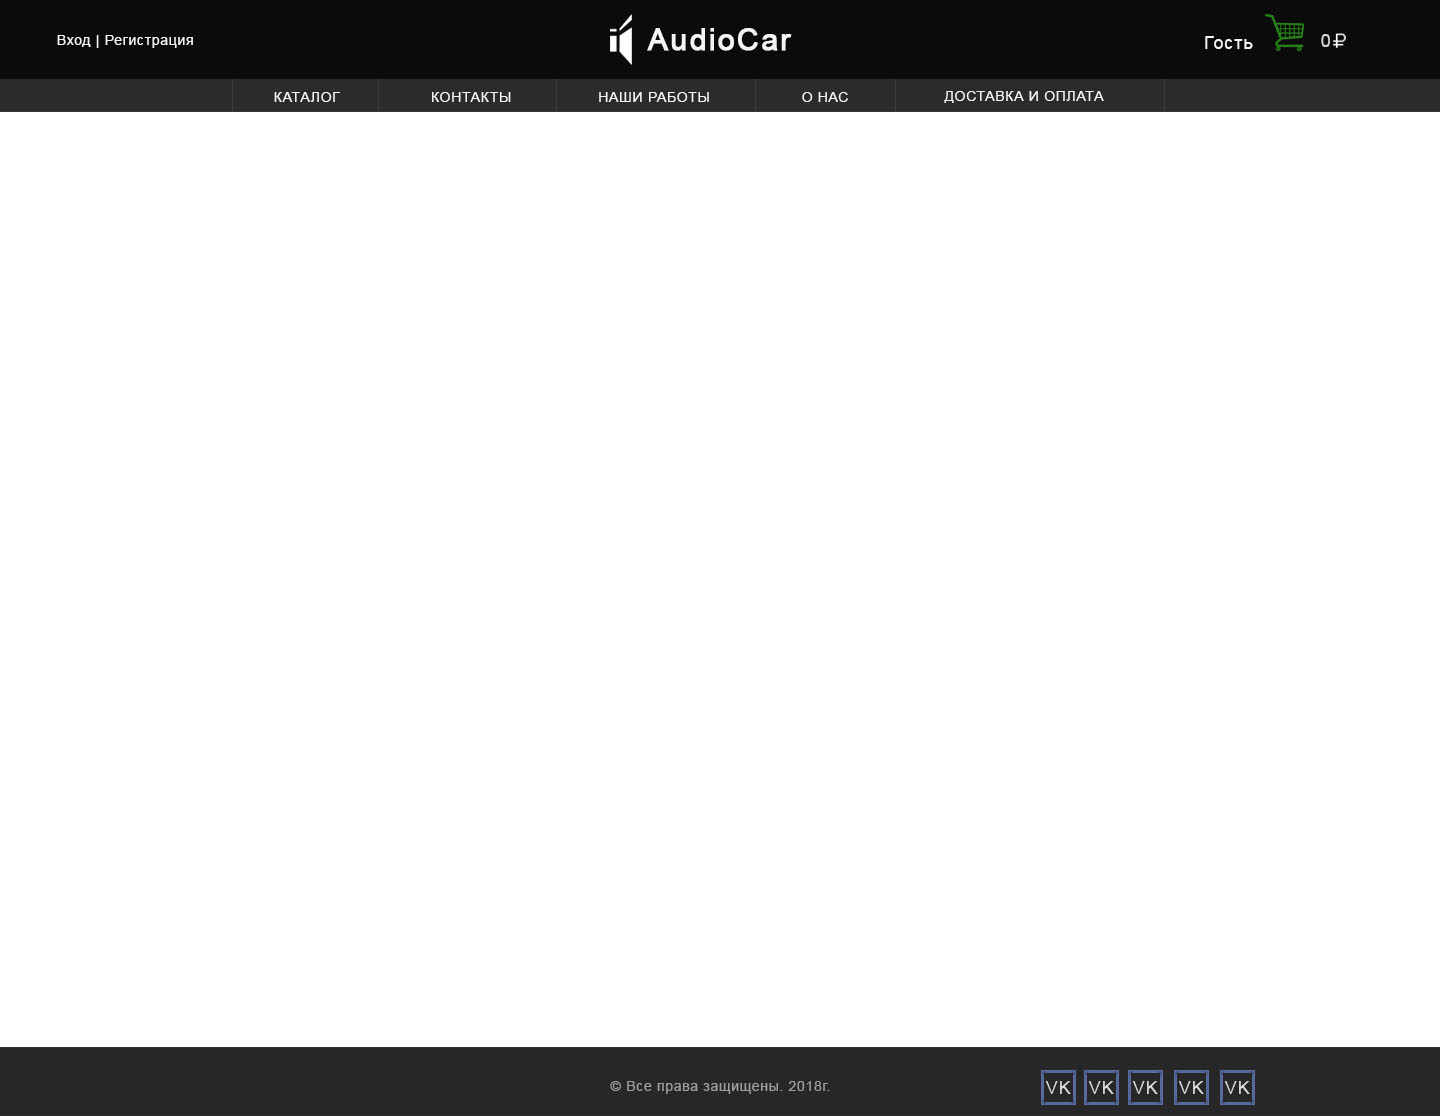 Вход | Регистрация
AudioCar
Гость
0₽
КАТАЛОГ
КОНТАКТЫ
НАШИ РАБОТЫ
О НАС
ДОСТАВКА И ОПЛАТА
© Все права защищены. 2018г.
VK VK VK VK VK